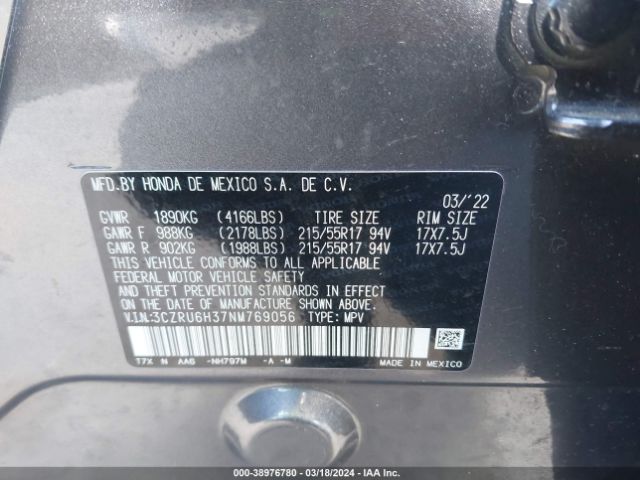 MFD.BY HONDA DE MEXICO S.A. DE C.V.
03/'22
GVWR 1890KG (4166LBS) TIRE SIZE RIM SIZE
GAWR F 988KG (2178LBS) 215/55R17 94V 17X7.5J
GAWR R 902KG (1988LBS) 215/55R17 94V 17X7.5J
THIS VEHICLE CONFORMS TO ALL APPLICABLE
FEDERAL MOTOR VEHICLE SAFETY
AND THEFT PREVENTION STANDARDS IN EFFECT
ON THE DATE OF MANUFACTURE SHOWN ABOVE.
V.I.N.:3CZRU6H37NM769056 TYPE: MPV
T7X N AA6 -NH797M -A -M
MADE IN MEXICO
000-38976780 - 03/18/2024 - IAA Inc.